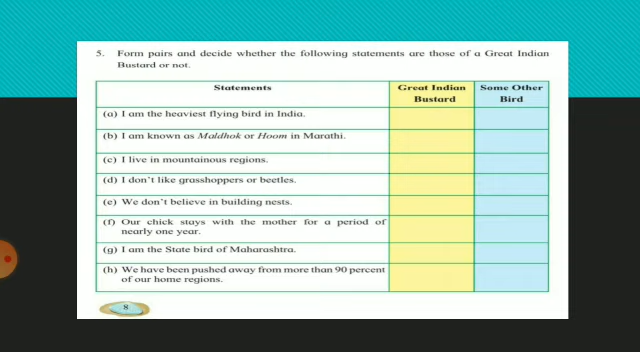 5. Form pairs and decide whether the following statements are those of a Great Indian
Bustard or not.
Statements
Great Indian
Bustard
Some Other
Bird
(a) I am the heaviest flying bird in India.
(b) I am known as Maldhok or Hoom in Marathi.
(c) I live in mountainous regions.
(d) I don't like grasshoppers or beetles.
(e) We don't believe in building nests.
(f) Our chick stays with the mother for a period of
nearly one year.
(g) I am the State bird of Maharashtra.
(h) We have been pushed away from more than 90 percent
of our home regions.
8